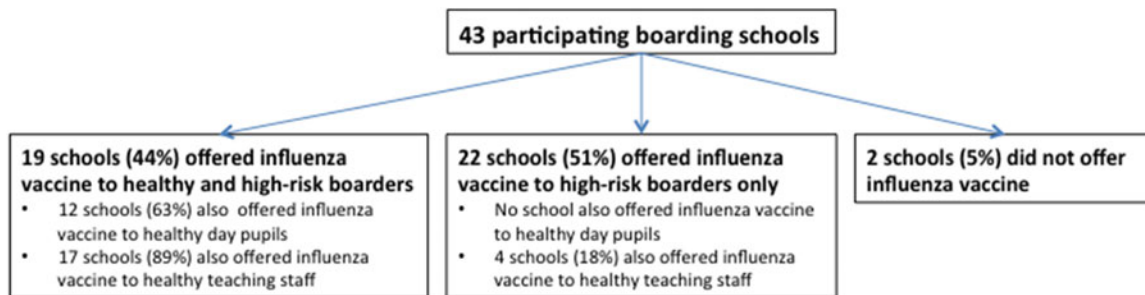 43 participating boarding schools
19 schools (44%) offered influenza
vaccine to healthy and high-risk boarders
• 12 schools (63%) also offered influenza
vaccine to healthy day pupils
• 17 schools (89%) also offered influenza
vaccine to healthy teaching staff
22 schools (51%) offered influenza
vaccine to high-risk boarders only
• No school also offered influenza vaccine
to healthy day pupils
• 4 schools (18%) also offered influenza
vaccine to healthy teaching staff
2 schools (5%) did not offer
influenza vaccine